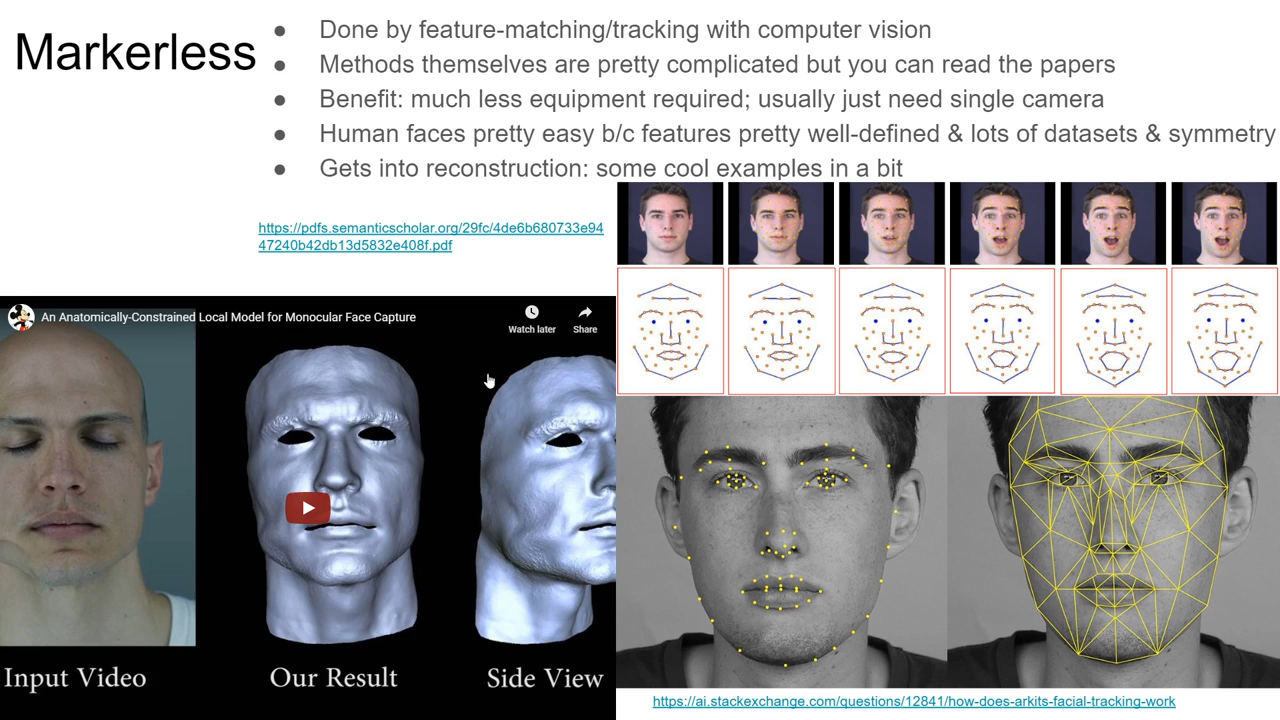 Markerless
● Done by feature-matching/tracking with computer vision
● Methods themselves are pretty complicated but you can read the papers
● Benefit: much less equipment required; usually just need single camera
● Human faces pretty easy b/c features pretty well-defined & lots of datasets & symmetry
● Gets into reconstruction: some cool examples in a bit
https://pdfs.semanticscholar.org/29fc/4de6b680733e94
47240b42db13d5832e408f.pdf
An Anatomically-Constrained Local Model for Monocular Face Capture
Watch later
Share
Input Video
Our Result
Side View
https://ai.stackexchange.com/questions/12841/how-does-arkits-facial-tracking-work